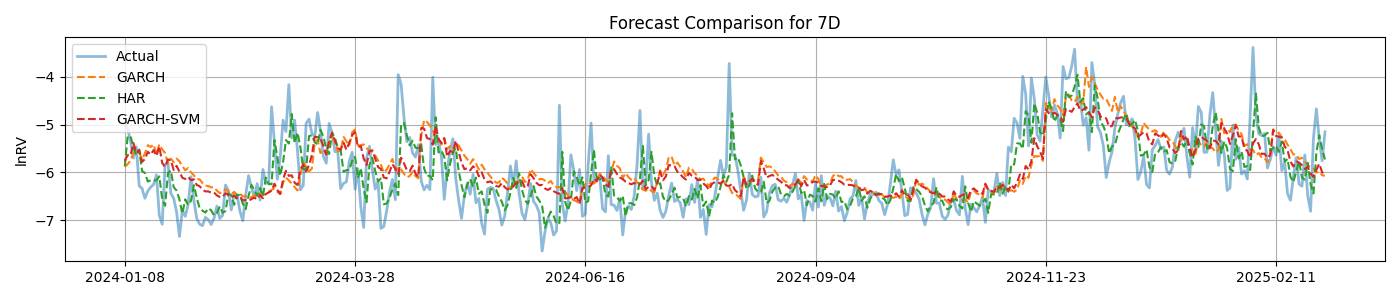 Forecast Comparison for 7D
Actual
GARCH
HAR
GARCH-SVM
lnRV
−4
−5
−6
−7
2024-01-08
2024-03-28
2024-06-16
2024-09-04
2024-11-23
2025-02-11